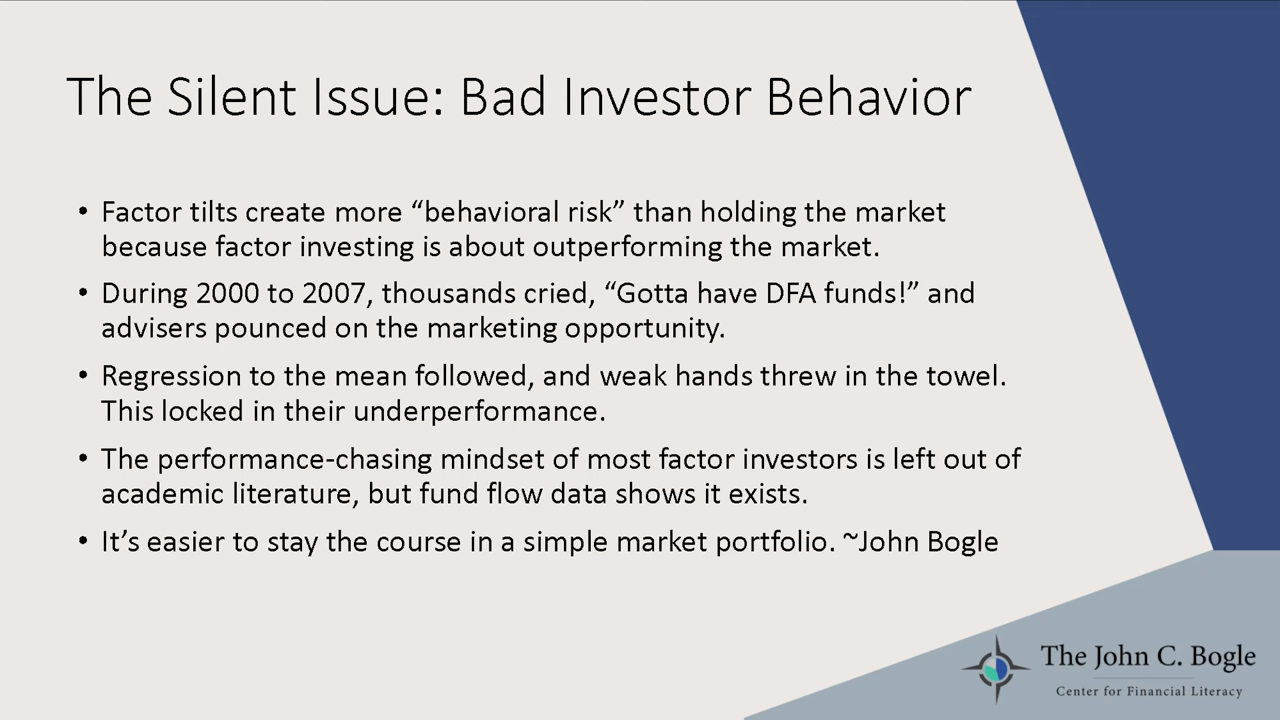 The Silent Issue: Bad Investor Behavior
• Factor tilts create more “behavioral risk” than holding the market
because factor investing is about outperforming the market.
• During 2000 to 2007, thousands cried, “Gotta have DFA funds!” and
advisers pounced on the marketing opportunity.
• Regression to the mean followed, and weak hands threw in the towel.
This locked in their underperformance.
• The performance-chasing mindset of most factor investors is left out of
academic literature, but fund flow data shows it exists.
• It’s easier to stay the course in a simple market portfolio. ~John Bogle
The John C. Bogle
Center for Financial Literacy